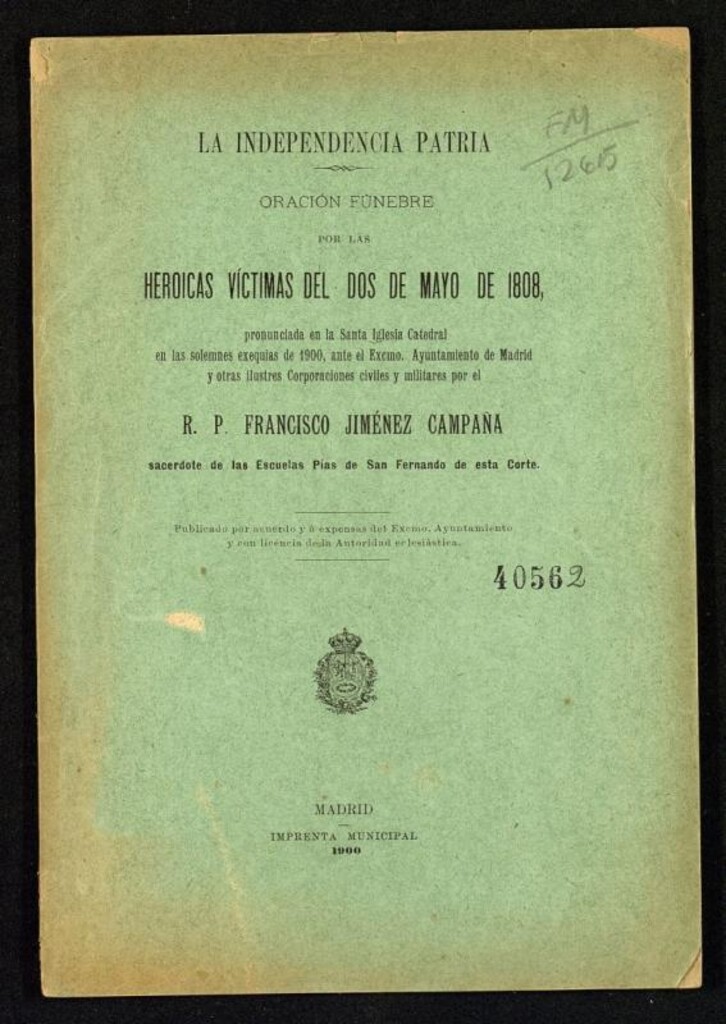 LA INDEPENDENCIA PATRIA
FM
12615
ORACIÓN FÚNEBRE
POR LAS
HEROICAS VÍCTIMAS DEL DOS DE MAYO DE 1808,
pronunciada en la Santa Iglesia Catedral
en las solemnes exequias de 1900, ante el Excmo. Ayuntamiento de Madrid
y otras ilustres Corporaciones civiles y militares por el
R. P. FRANCISCO JIMÉNEZ CAMPAÑA
sacerdote de las Escuelas Pías de San Fernando de esta Corte.
Publicado por acuerdo y á expensas del Excmo. Ayuntamiento
y con licencia de la Autoridad eclesiástica.
40562
MADRID
IMPRENTA MUNICIPAL
1900